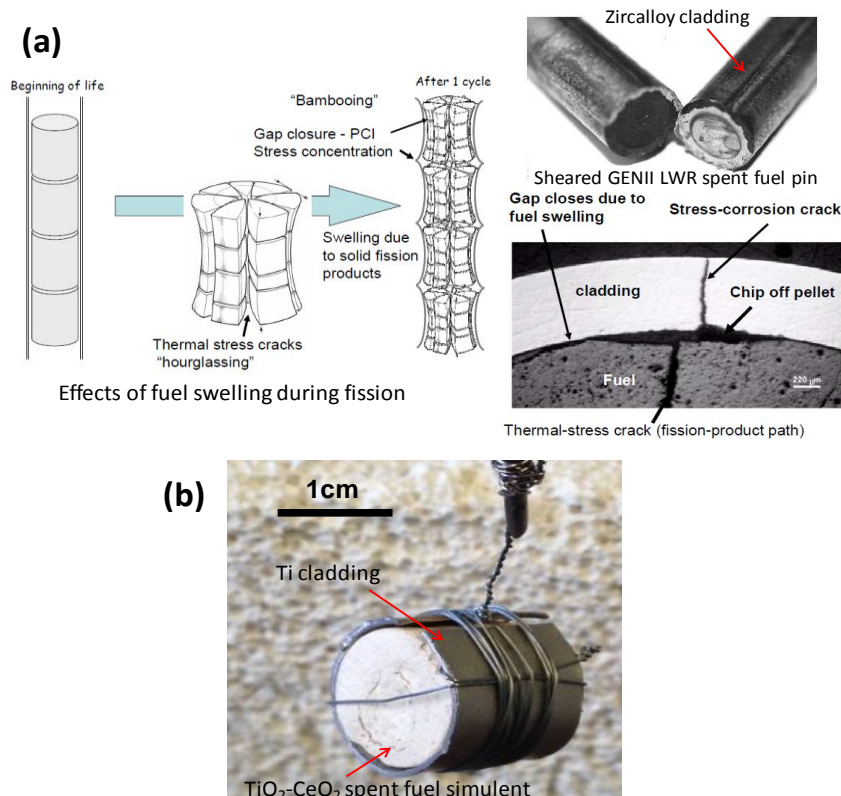 (a)
Beginning of life
"Bambooing"
After 1 cycle
Gap closure - PCI
Stress concentration
Swelling due
to solid fission
products
Thermal stress cracks
"hourglassing"
Effects of fuel swelling during fission
Zircalloy cladding
Sheared GENII LWR spent fuel pin
Gap closes due to
fuel swelling
Stress-corrosion crack
cladding
Chip off pellet
Fuel
220 μm
Thermal-stress crack (fission-product path)
(b)
1cm
Ti cladding
TiO₂-CeO₂ spent fuel simulent